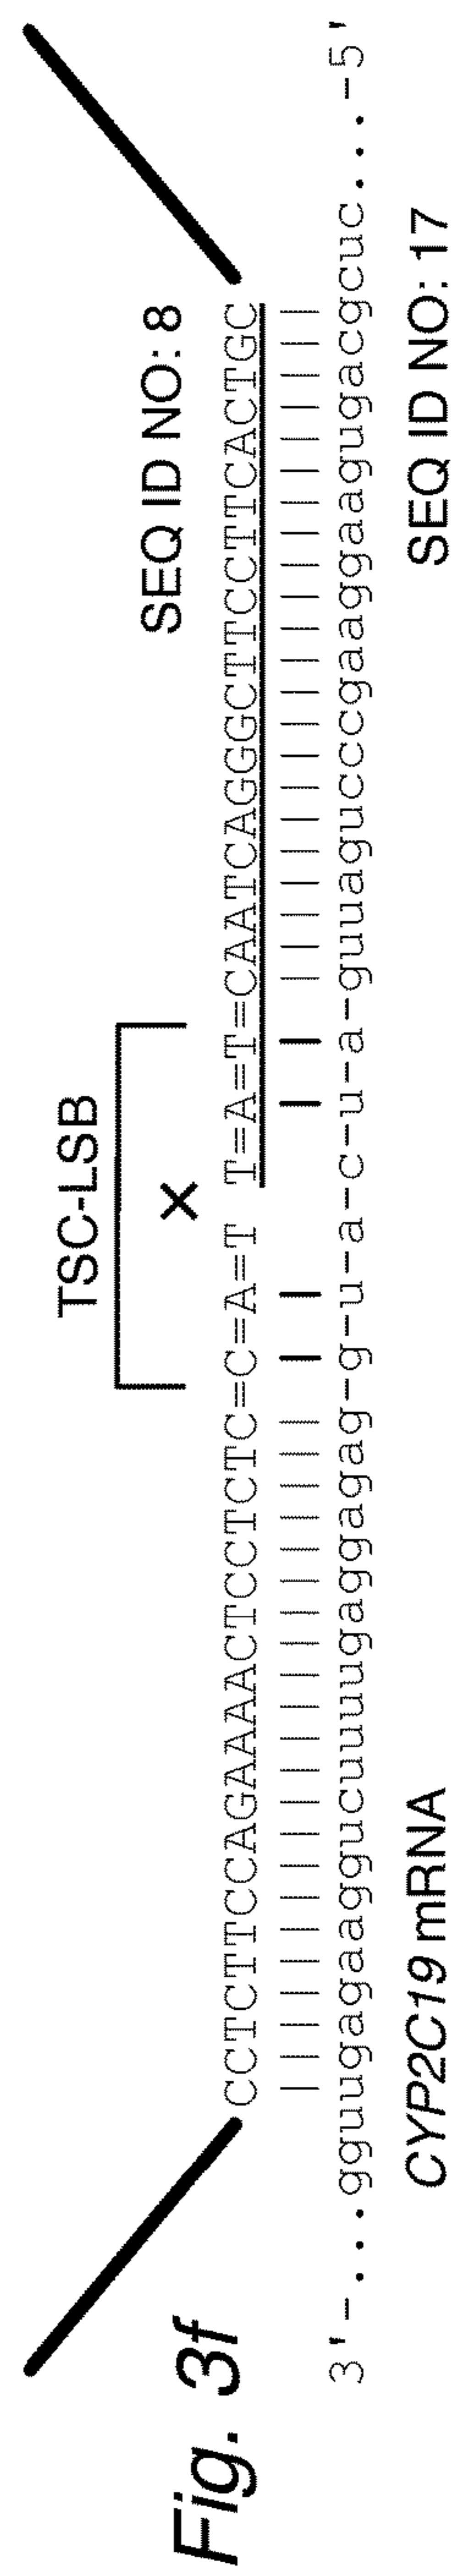 TSC-LSB
× SEQ ID NO: 8
CCTCTTCCAGAAAACTCCTCTC=C=A=T T=A=T=CAATCAGGGCTTCCTTCACTGC
3'-...gguugagaaggucuuuugaggagag-g-u-a-c-u-a-guuagucccgaaggaagugacgcuc...-5'
CYP2C19 mRNA SEQ ID NO: 17
Fig. 3f